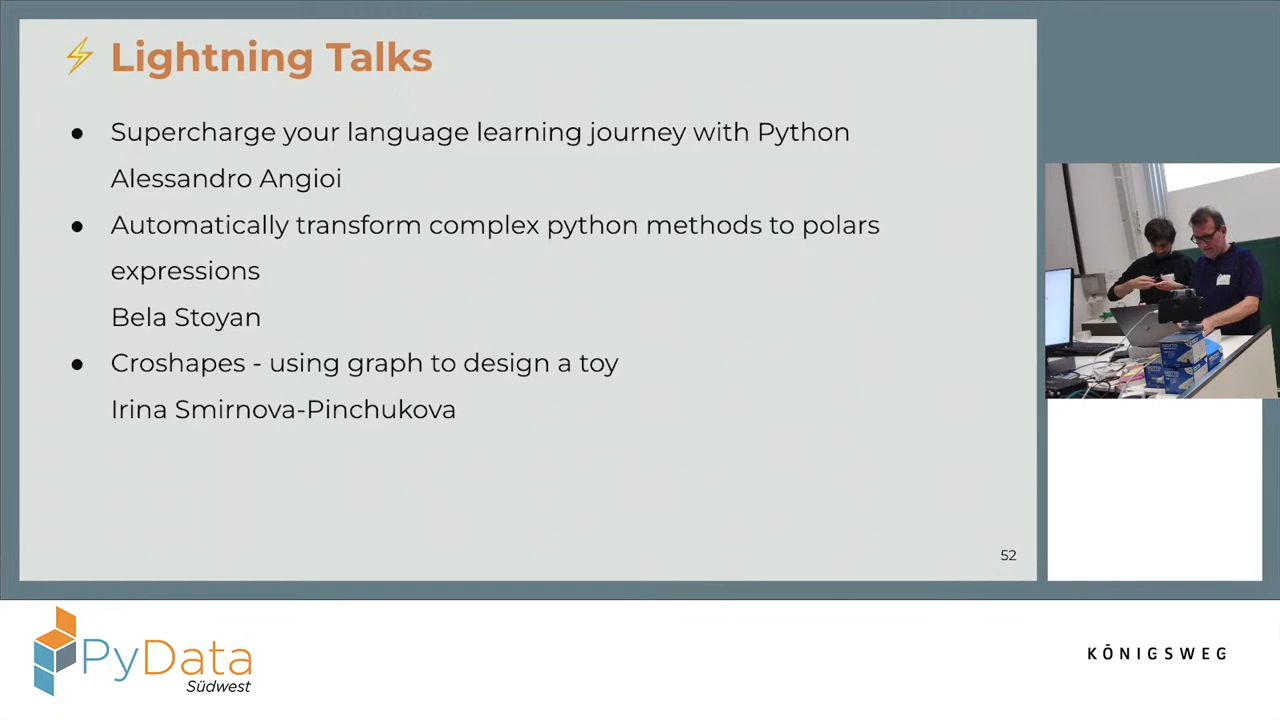 ⚡ Lightning Talks
● Supercharge your language learning journey with Python
Alessandro Angioi
● Automatically transform complex python methods to polars
expressions
Bela Stoyan
● Croshapes - using graph to design a toy
Irina Smirnova-Pinchukova
52
PyData
Südwest
KÖNIGSWEG